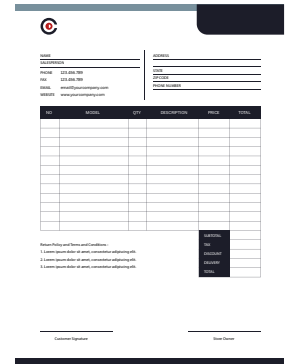 NAME
SALESPERSON
PHONE 123.456.789
FAX 123.456.789
EMAIL email@yourcompany.com
WEBSITE www.yourcompany.com
ADDRESS
STATE
ZIP CODE
PHONE NUMBER
NO MODEL QTY DESCRIPTION PRICE TOTAL
SUBTOTAL
TAX
DISCOUNT
DELIVERY
TOTAL
Return Policy and Terms and Conditions :
1. Lorem ipsum dolor sit amet, consectetur adipiscing elit.
2. Lorem ipsum dolor sit amet, consectetur adipiscing elit.
3. Lorem ipsum dolor sit amet, consectetur adipiscing elit.
Customer Signature
Store Owner